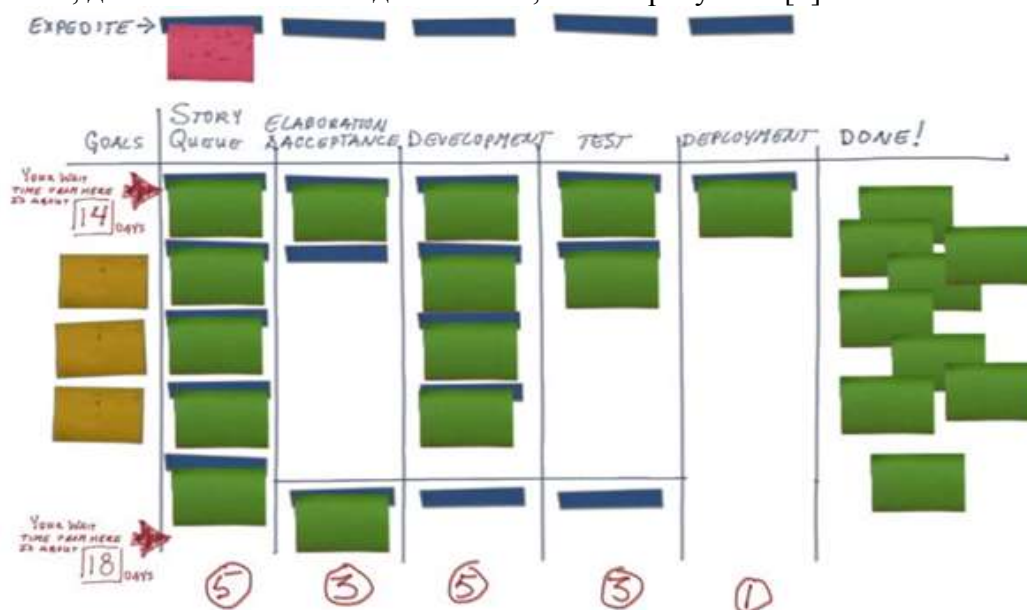 EXPEDITE →
STORY
QUEUE
GOALS
ELABORATION
& ACCEPTANCE
DEVELOPMENT
TEST
DEPLOYMENT
DONE!
YOUR WAIT
TIME FROM HERE
IS ABOUT
14 DAYS
YOUR WAIT
TIME FROM HERE
IS ABOUT
18 DAYS
5
3
5
3
1